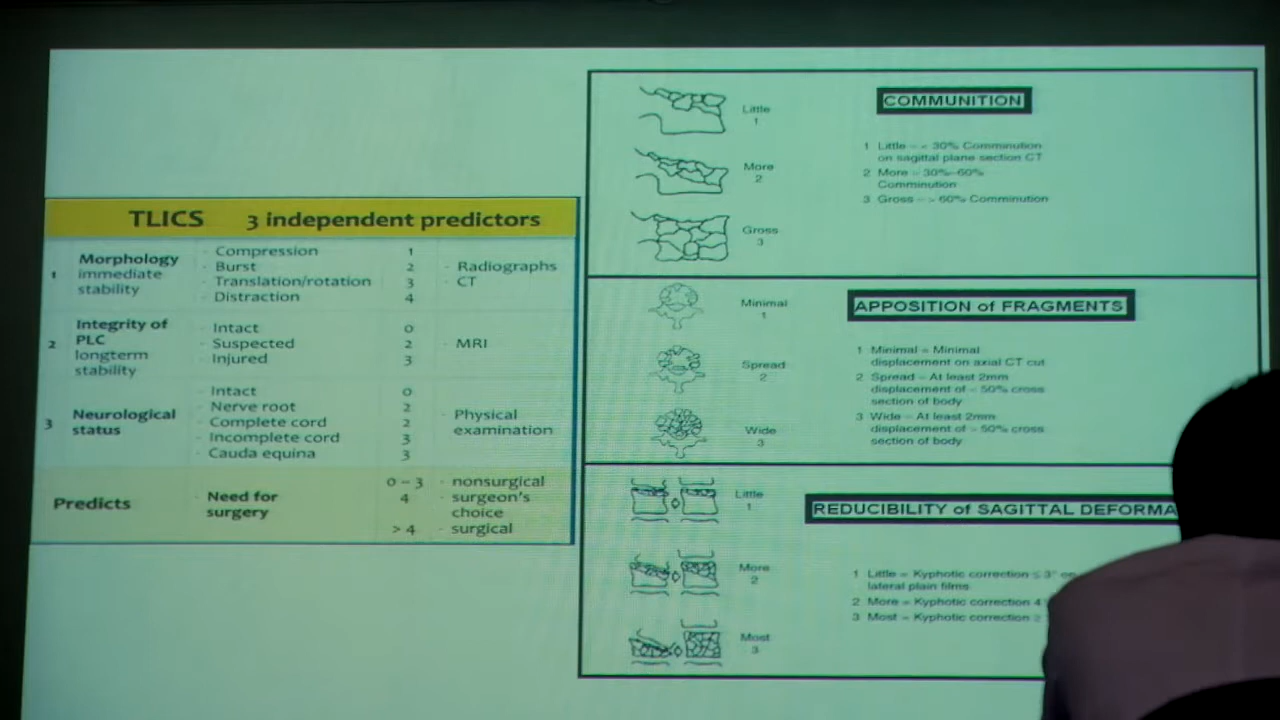 TLICS 3 independent predictors
1 Morphology immediate stability
- Compression 1
- Burst 2 - Radiographs
- Translation/rotation 3 - CT
- Distraction 4
2 Integrity of PLC longterm stability
- Intact 0
- Suspected 2 - MRI
- Injured 3
3 Neurological status
- Intact 0
- Nerve root 2
- Complete cord 2 - Physical examination
- Incomplete cord 3
- Cauda equina 3
Predicts - Need for surgery
0 – 3 - nonsurgical
4 - surgeon's choice
> 4 - surgical
COMMUNITION
Little
1
More
2
Gross
3
1 Little = < 30% Comminution
on sagittal plane section CT
2 More = 30%-60%
Comminution
3 Gross = > 60% Comminution
APPOSITION of FRAGMENTS
Minimal
1
Spread
2
Wide
3
1 Minimal = Minimal
displacement on axial CT cut
2 Spread = At least 2mm
displacement of < 50% cross
section of body
3 Wide = At least 2mm
displacement of > 50% cross
section of body
REDUCIBILITY of SAGITTAL DEFORMA
Little
1
More
2
Most
3
1 Little = Kyphotic correction ≤ 3° on
lateral plain films
2 More = Kyphotic correction 4
3 Most = Kyphotic correction ≥